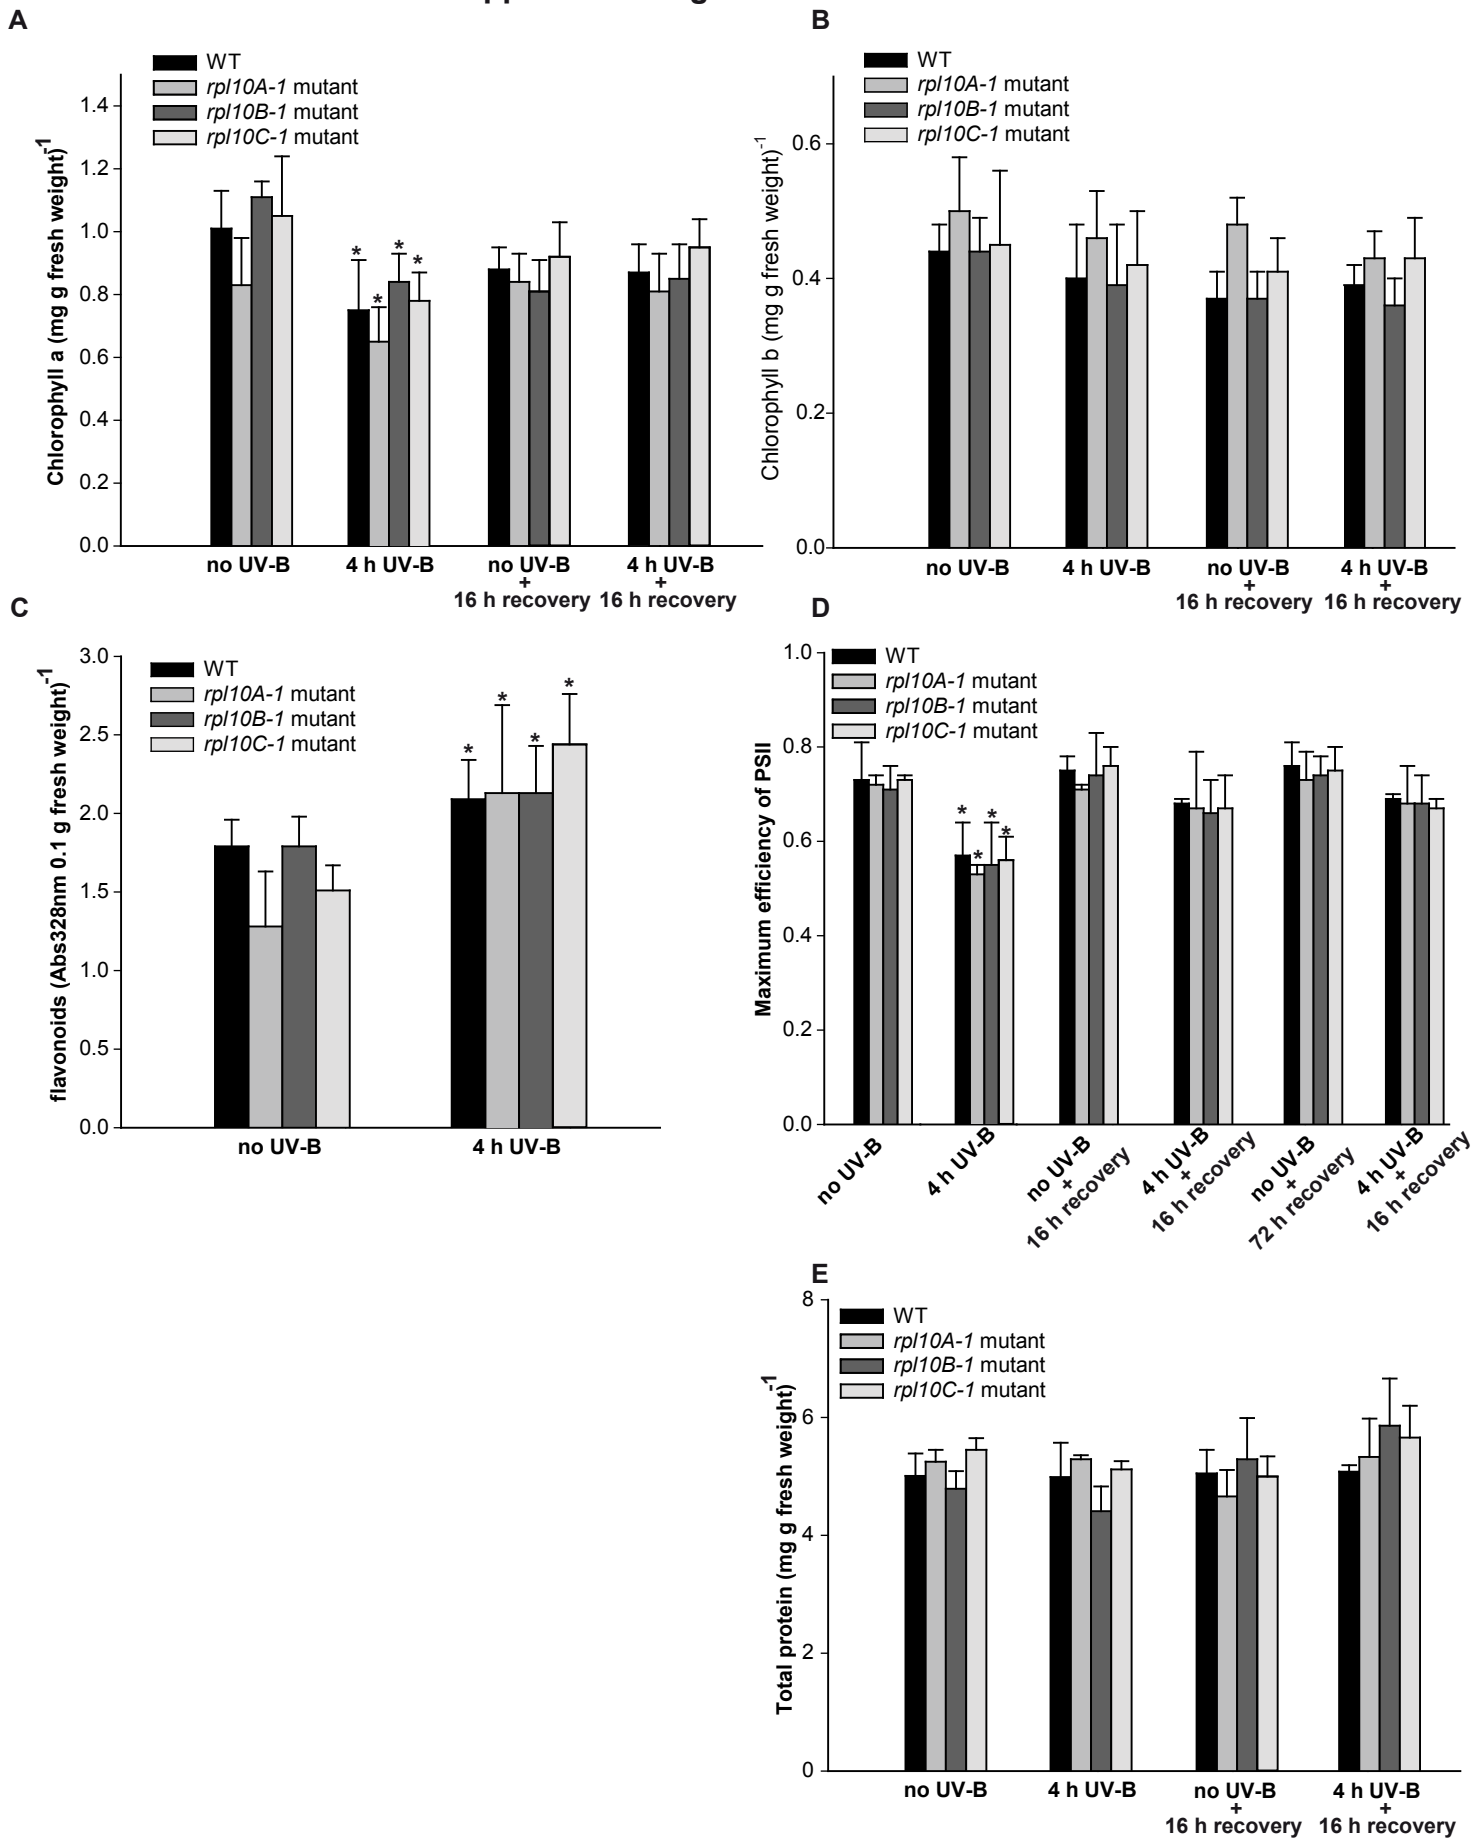 A
WT
rpl10A-1 mutant
rpl10B-1 mutant
rpl10C-1 mutant
Chlorophyll a (mg g fresh weight)-1
1.4
1.2
1.0
0.8
0.6
0.4
0.2
0.0
* * * *
no UV-B
4 h UV-B
no UV-B
+
16 h recovery
4 h UV-B
+
16 h recovery
B
WT
rpl10A-1 mutant
rpl10B-1 mutant
rpl10C-1 mutant
Chlorophyll b (mg g fresh weight)-1
0.6
0.4
0.2
0.0
no UV-B
4 h UV-B
no UV-B
+
16 h recovery
4 h UV-B
+
16 h recovery
C
WT
rpl10A-1 mutant
rpl10B-1 mutant
rpl10C-1 mutant
flavonoids (Abs328nm 0.1 g fresh weight)-1
3.0
2.5
2.0
1.5
1.0
0.5
0.0
* * * *
no UV-B
4 h UV-B
D
WT
rpl10A-1 mutant
rpl10B-1 mutant
rpl10C-1 mutant
Maximum efficiency of PSII
1.0
0.8
0.6
0.4
0.2
0.0
* * * *
no UV-B
4 h UV-B
no UV-B
+
16 h recovery
4 h UV-B
+
16 h recovery
no UV-B
+
72 h recovery
4 h UV-B
+
16 h recovery
E
WT
rpl10A-1 mutant
rpl10B-1 mutant
rpl10C-1 mutant
Total protein (mg g fresh weight)-1
8
6
4
2
0
no UV-B
4 h UV-B
no UV-B
+
16 h recovery
4 h UV-B
+
16 h recovery